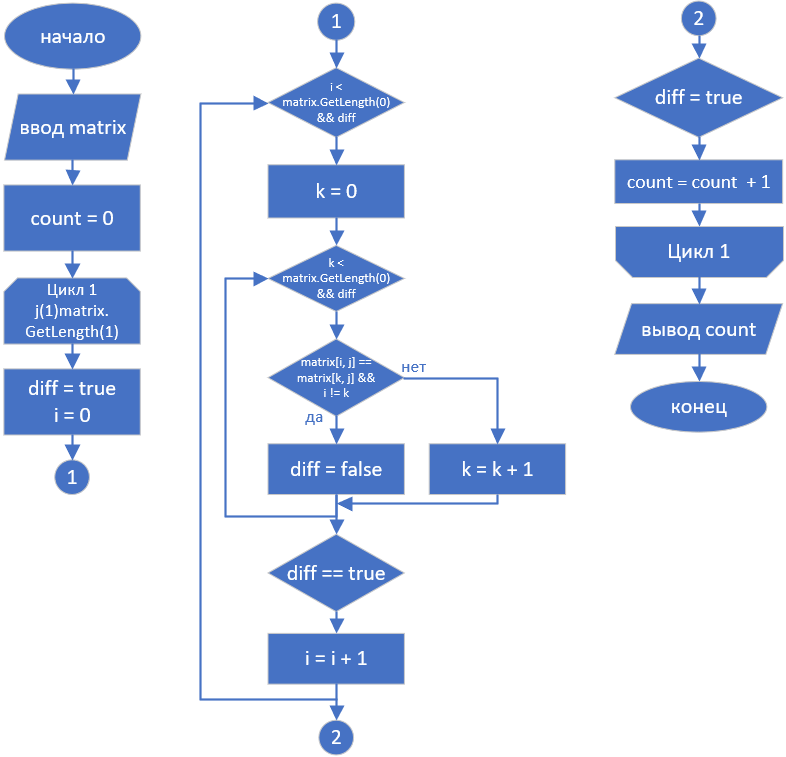 начало
ввод matrix
count = 0
Цикл 1
j(1)matrix.
GetLength(1)
diff = true
i = 0
1
1
i <
matrix.GetLength(0)
&& diff
k = 0
k <
matrix.GetLength(0)
&& diff
matrix[i, j] ==
matrix[k, j] &&
i != k
нет
да
diff = false
k = k + 1
diff == true
i = i + 1
2
2
diff = true
count = count + 1
Цикл 1
вывод count
конец